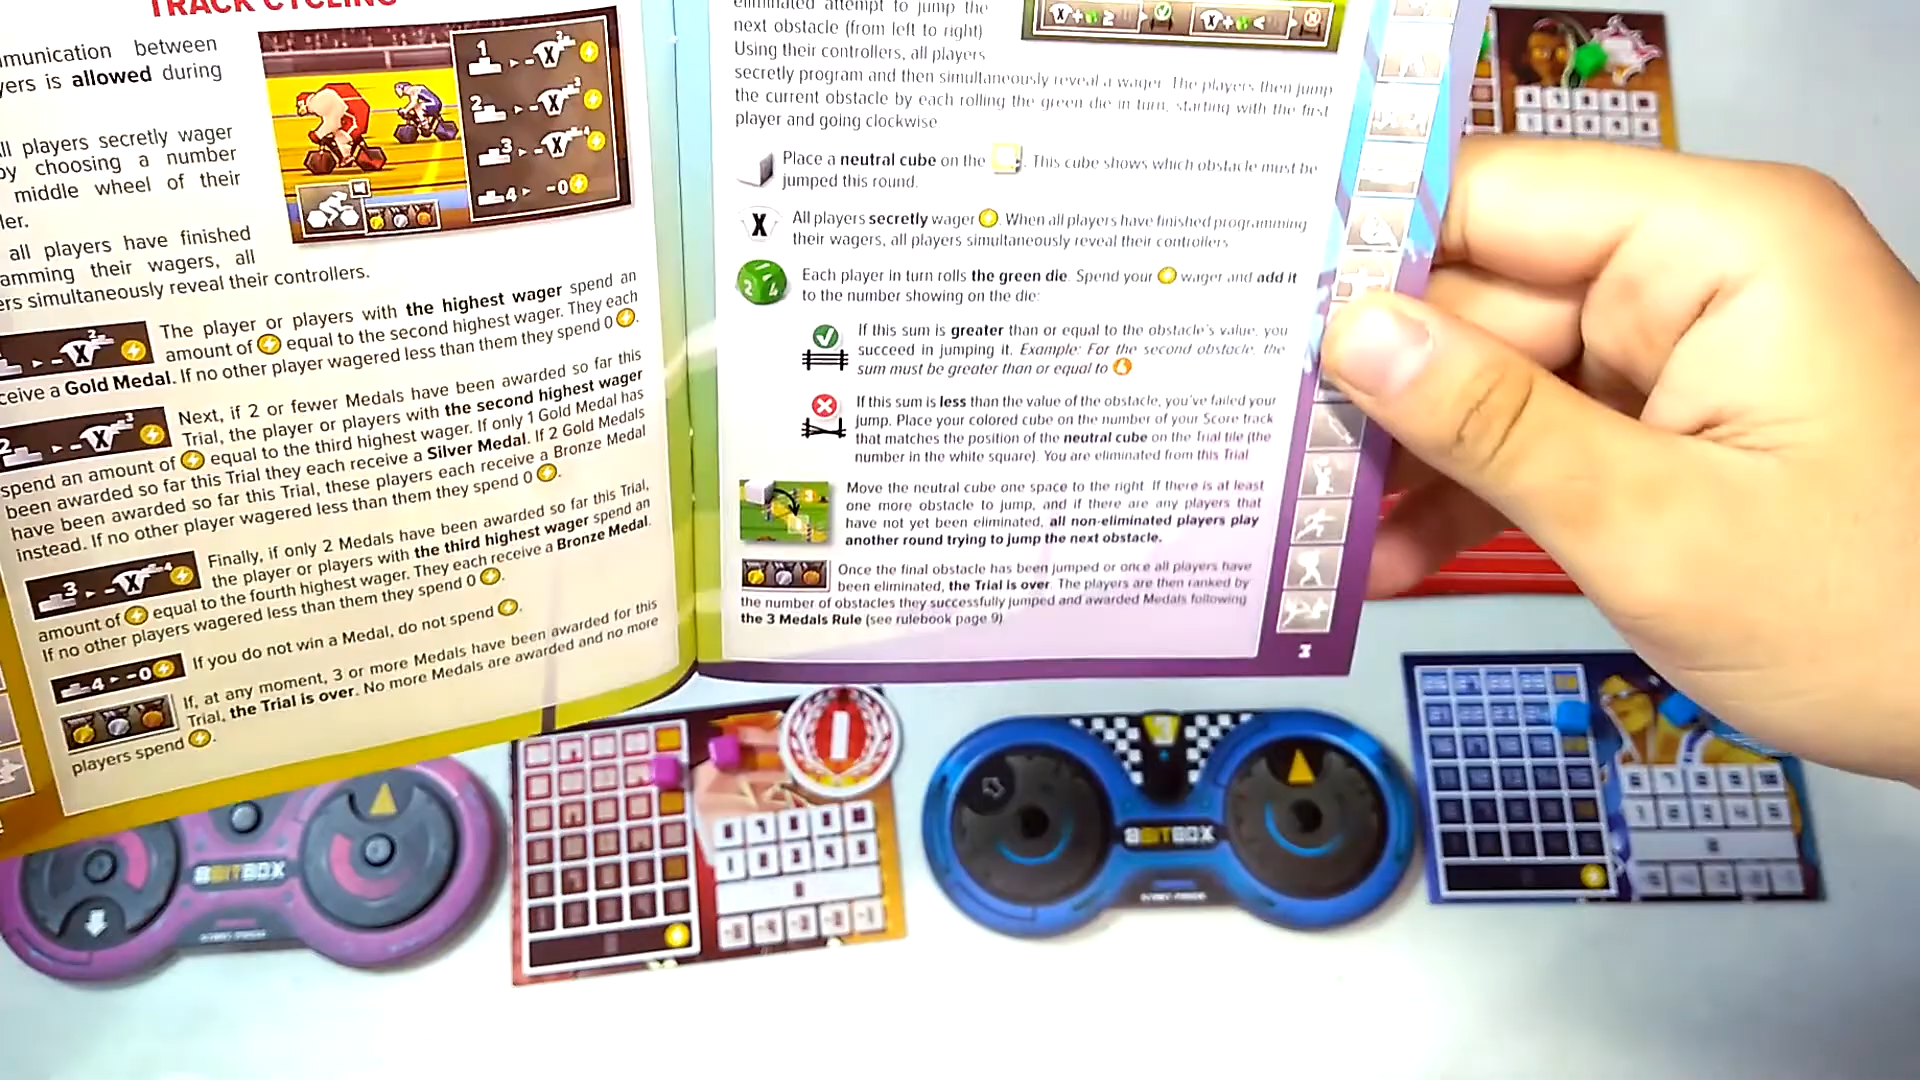 TRACK CYCLING
munication between
yers is allowed during
ll players secretly wager
by choosing a number
middle wheel of their
ler.
all players have finished
amming their wagers, all
ers simultaneously reveal their controllers.
The player or players with the highest wager spend an
amount of equal to the second highest wager. They each
ceive a Gold Medal. If no other player wagered less than them they spend 0
Next, if 2 or fewer Medals have been awarded so far this
Trial, the player or players with the second highest wager
spend an amount of equal to the third highest wager. If only 1 Gold Medal has
been awarded so far this Trial they each receive a Silver Medal. If 2 Gold Medals
have been awarded so far this Trial, these players each receive a Bronze Medal
instead. If no other player wagered less than them they spend 0
Finally, if only 2 Medals have been awarded so far this Trial,
the player or players with the third highest wager spend an
amount of equal to the fourth highest wager. They each receive a Bronze Medal.
If no other players wagered less than them they spend 0
If you do not win a Medal, do not spend
If, at any moment, 3 or more Medals have been awarded for this
Trial, the Trial is over. No more Medals are awarded and no more
players spend
eliminated attempt to jump the
next obstacle (from left to right)
Using their controllers, all players
secretly program and then simultaneously reveal a wager. The players then jump
the current obstacle by each rolling the green die in turn, starting with the first
player and going clockwise
Place a neutral cube on the . This cube shows which obstacle must be
jumped this round.
X
All players secretly wager . When all players have finished programming
their wagers, all players simultaneously reveal their controllers
Each player in turn rolls the green die. Spend your wager and add it
to the number showing on the die:
If this sum is greater than or equal to the obstacle's value, you
succeed in jumping it. Example: For the second obstacle, the
sum must be greater than or equal to
If this sum is less than the value of the obstacle, you've failed your
jump. Place your colored cube on the number of your Score track
that matches the position of the neutral cube on the Trial tile (the
number in the white square). You are eliminated from this Trial
Move the neutral cube one space to the right. If there is at least
one more obstacle to jump, and if there are any players that
have not yet been eliminated, all non-eliminated players play
another round trying to jump the next obstacle.
Once the final obstacle has been jumped or once all players have
been eliminated, the Trial is over. The players are then ranked by
the number of obstacles they successfully jumped and awarded Medals following
the 3 Medals Rule (see rulebook page 9)
3
8BITBOX
8BITBOX